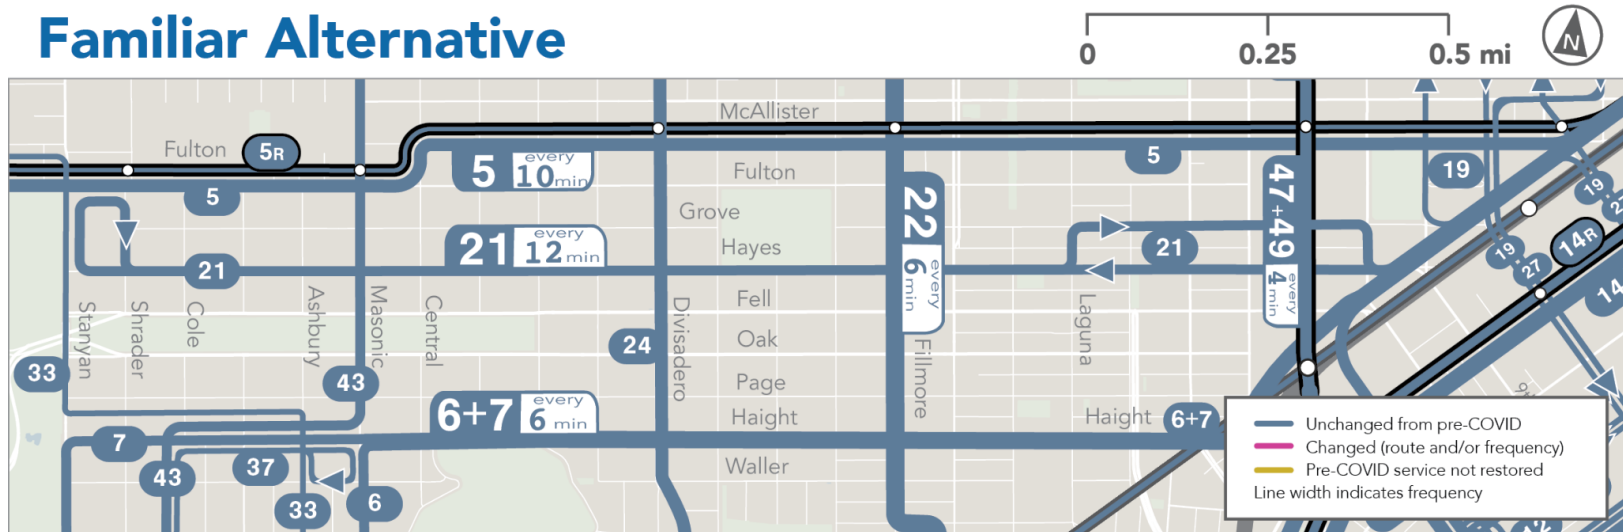 Familiar Alternative
0 0.25 0.5 mi
N
McAllister
Fulton
5R
5 every 10 min
5
19
Fulton
5
47+49 every 4 min
22 every 6 min
19
Grove
14R
21 every 12 min
Hayes
21
19
27
21
14
Stanyan
Shrader
Cole
Ashbury
Masonic
Central
Divisadero
Fell
Laguna
24
Oak
Fillmore
33
43
Page
6+7 every 6 min
Haight
Haight
6+7
7
37
43
Waller
33
6
Unchanged from pre-COVID
Changed (route and/or frequency)
Pre-COVID service not restored
Line width indicates frequency
12